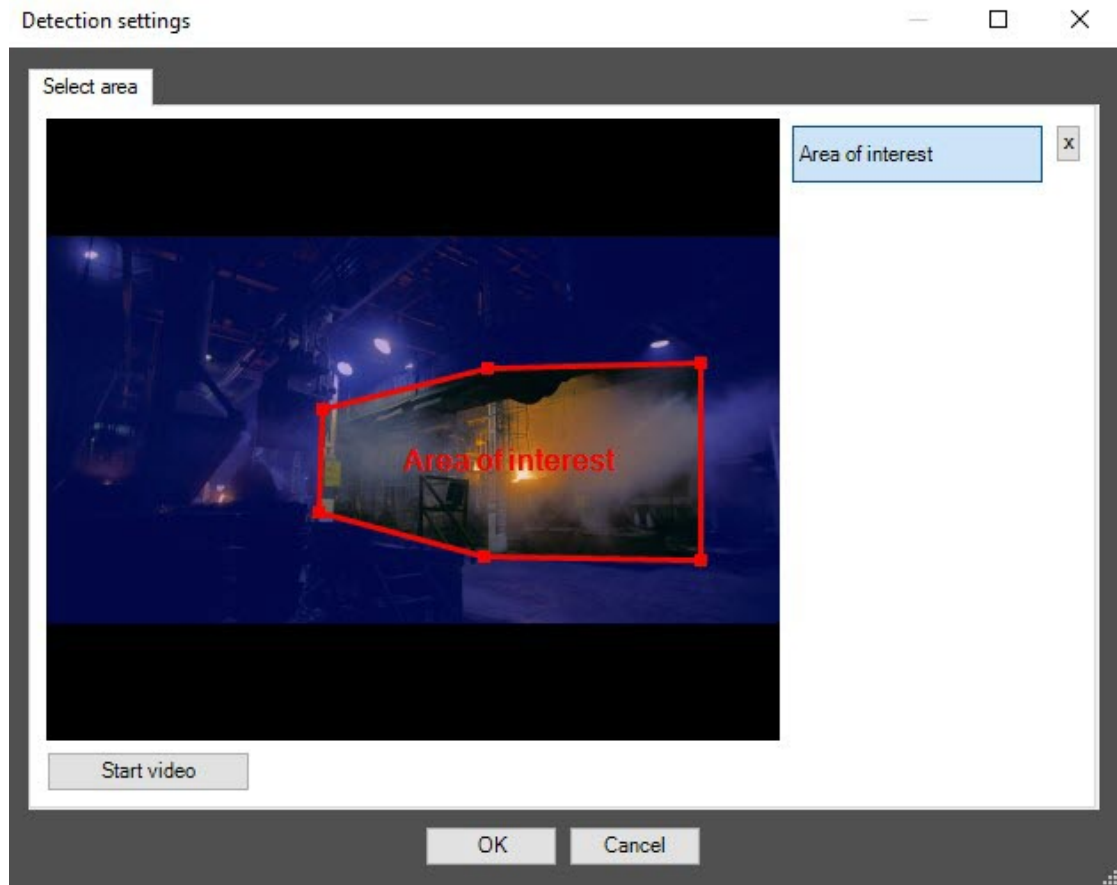 Detection settings
Select area
Area of interest
x
Area of interest
Start video
OK
Cancel